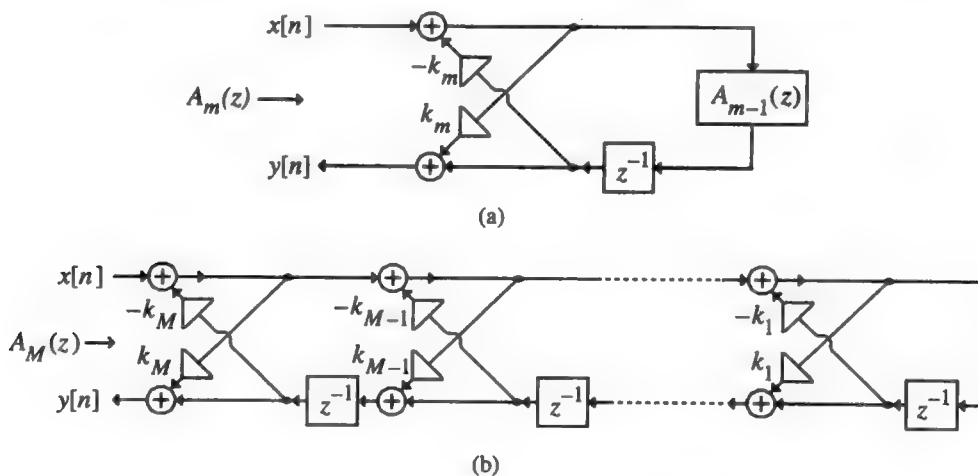 x[n]
-k_m
A_m(z)
k_m
A_{m-1}(z)
y[n]
z^{-1}
(a)
x[n]
-k_M
-k_{M-1}
-k_1
A_M(z)
k_M
k_{M-1}
k_1
y[n]
z^{-1}
z^{-1}
z^{-1}
(b)